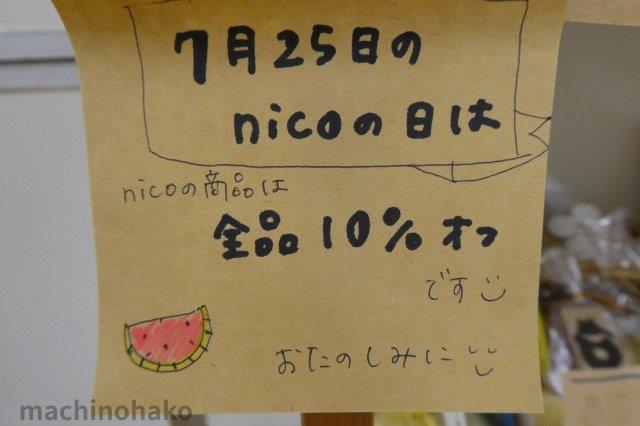 7月25日の
nicoの日は
nicoの商品は
全品10%オフ
です
おたのしみに
machinohako